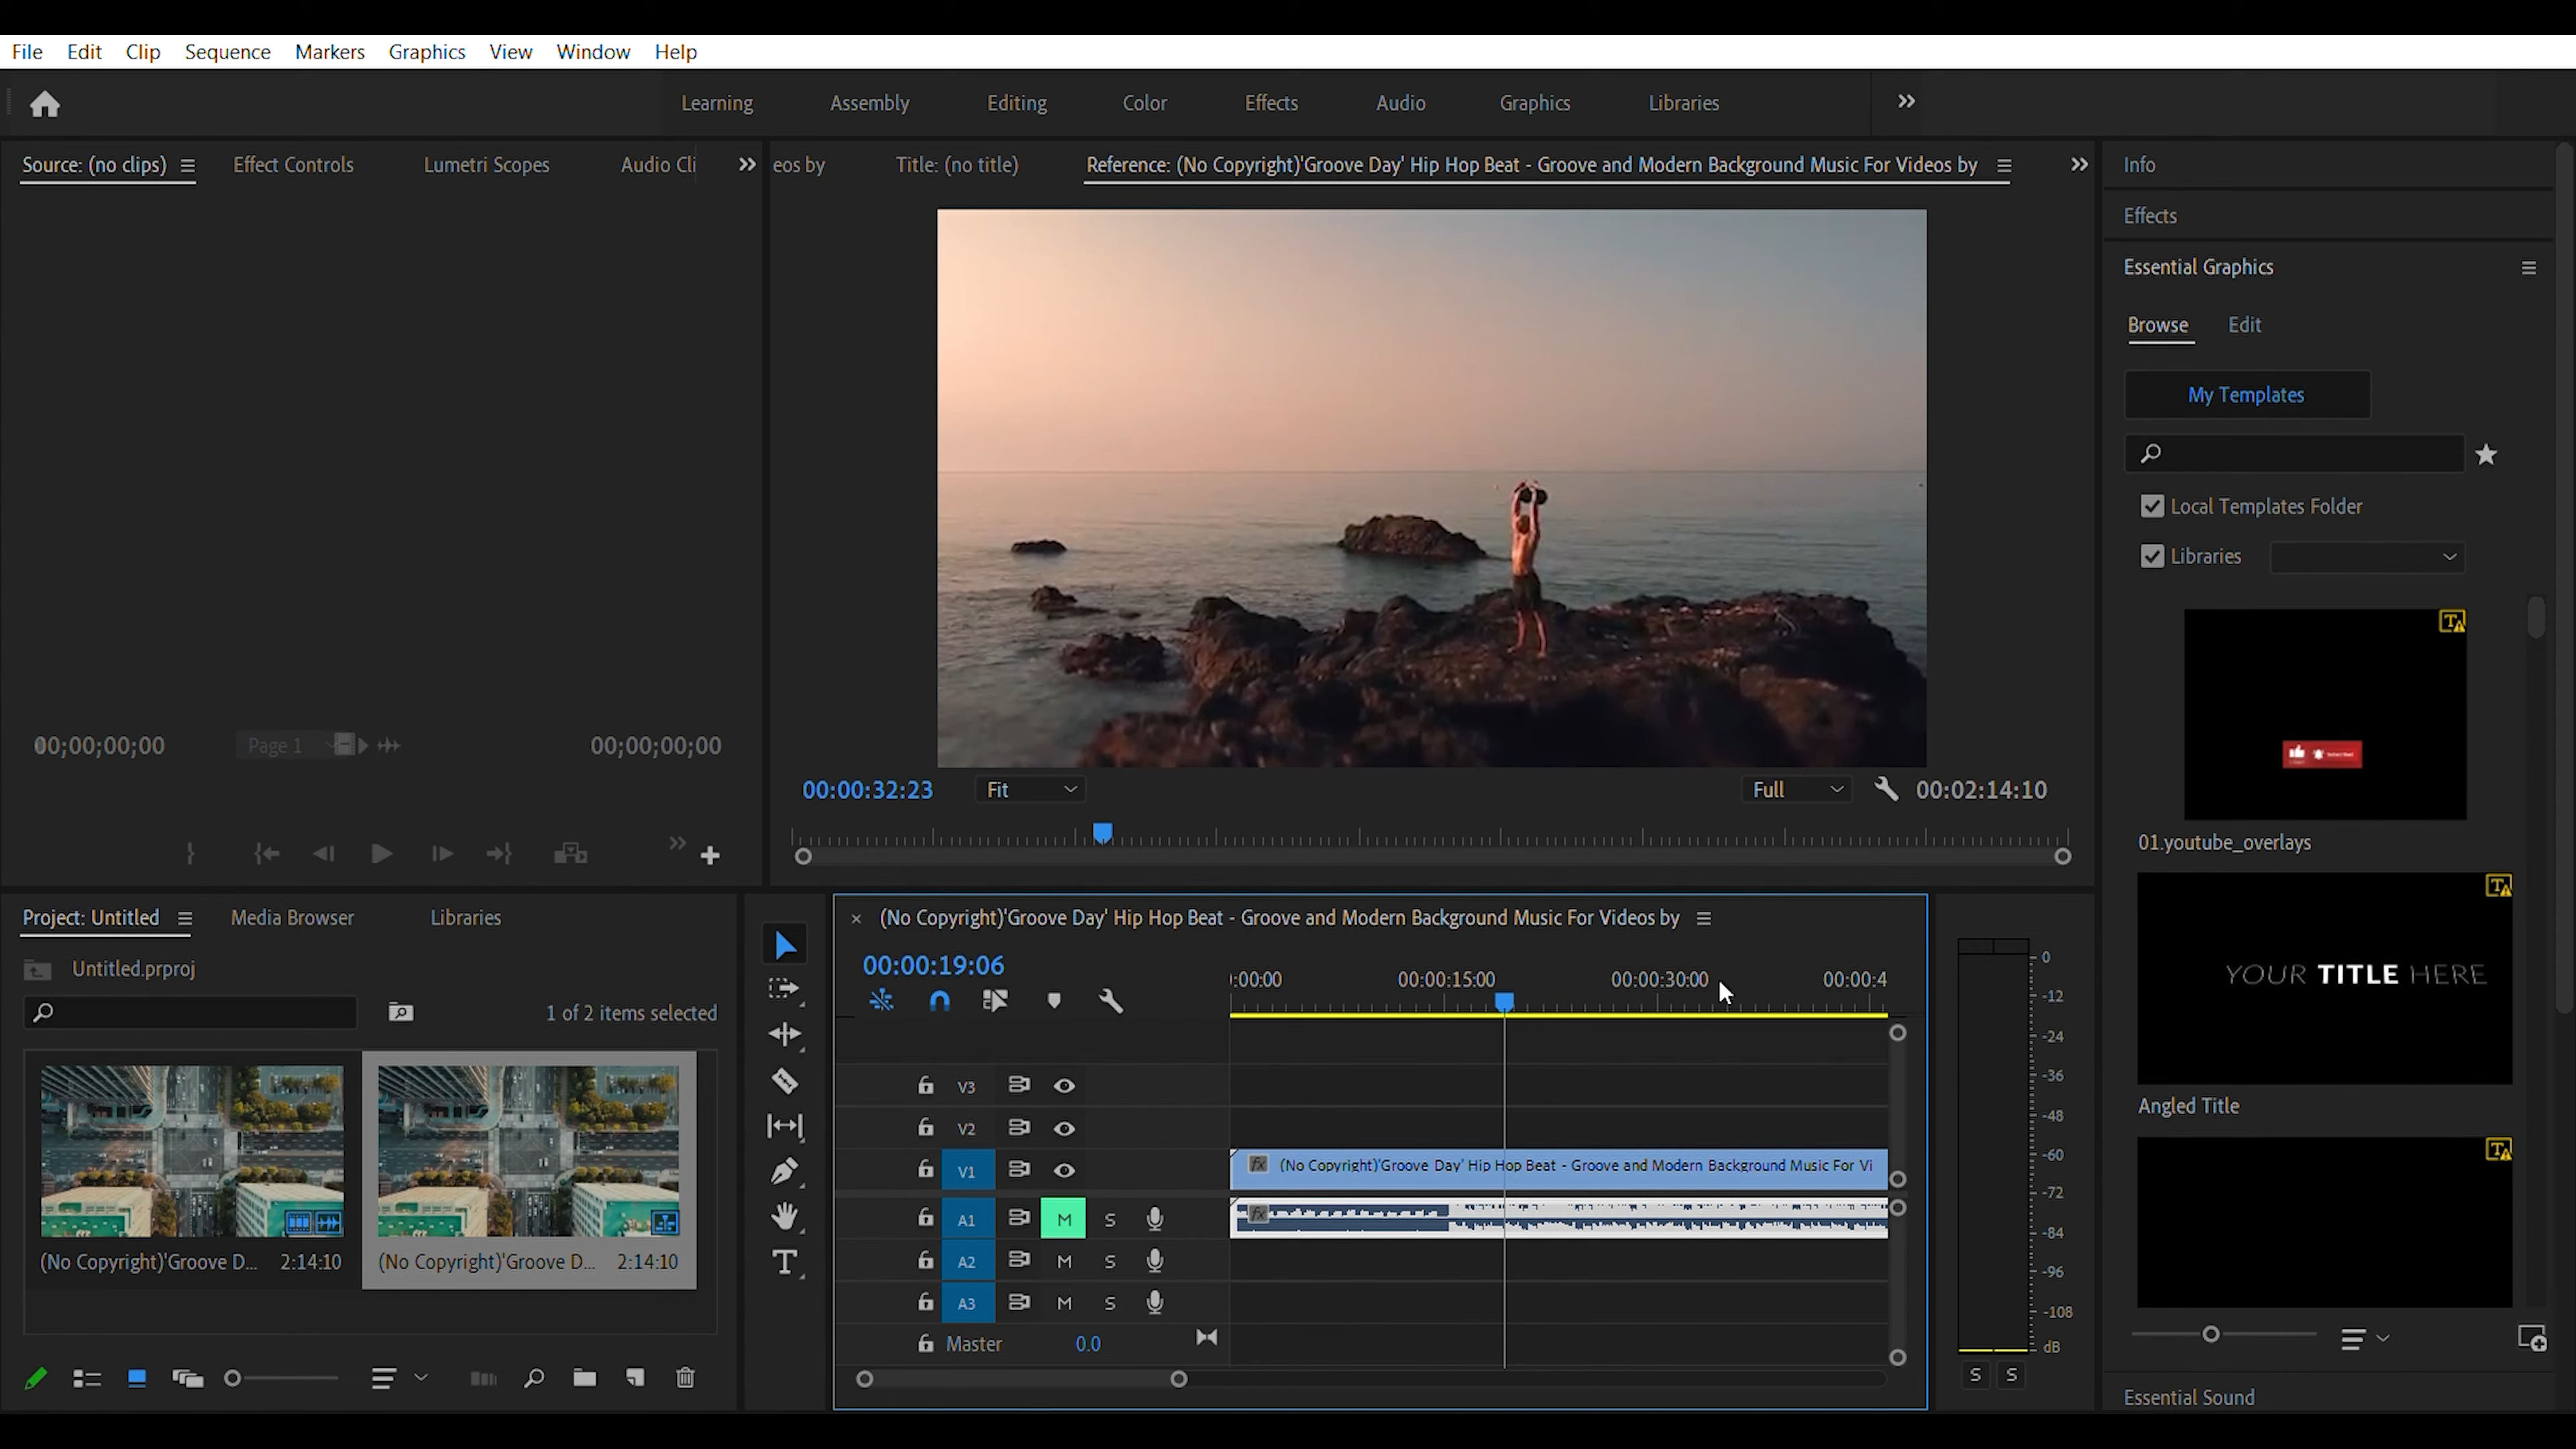 File Edit Clip Sequence Markers Graphics View Window Help
Learning Assembly Editing Color Effects Audio Graphics Libraries
Source: (no clips) Effect Controls Lumetri Scopes Audio Cli
eos by Title: (no title) Reference: (No Copyright)'Groove Day' Hip Hop Beat - Groove and Modern Background Music For Videos by
00;00;00;00 Page 1 00;00;00;00
00:00:32:23 Fit Full 00:02:14:10
Info
Effects
Essential Graphics
Browse Edit
My Templates
Local Templates Folder
Libraries
01.youtube_overlays
YOUR TITLE HERE
Angled Title
Essential Sound
Project: Untitled Media Browser Libraries
Untitled.prproj
1 of 2 items selected
(No Copyright)'Groove D... 2:14:10
(No Copyright)'Groove D... 2:14:10
(No Copyright)'Groove Day' Hip Hop Beat - Groove and Modern Background Music For Videos by
00:00:19:06
:00:00 00:00:15:00 00:00:30:00 00:00:4
V3
V2
V1 fx (No Copyright)'Groove Day' Hip Hop Beat - Groove and Modern Background Music For Vi
A1 M S fx
A2 M S
A3 M S
Master 0.0
0
-12
-24
-36
-48
-60
-72
-84
-96
-108
dB
S S